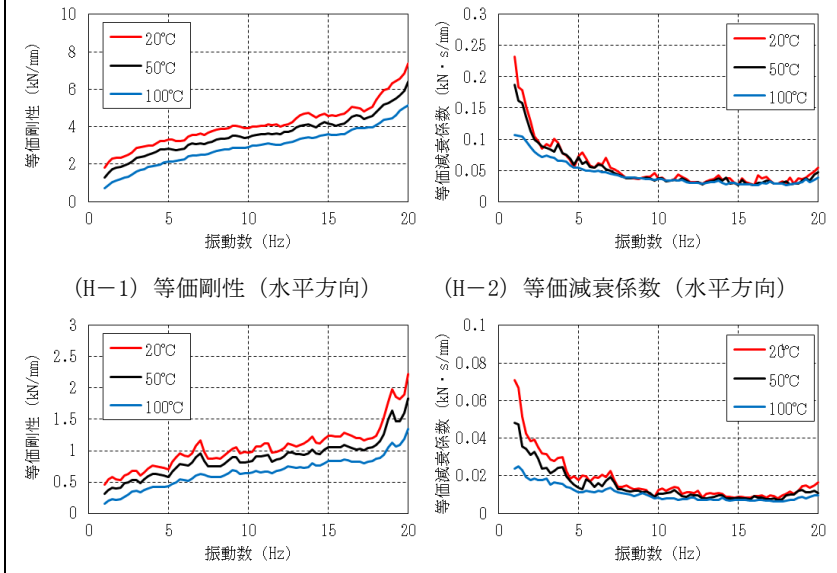 等価剛性 (kN/mm)
10
8
6
4
2
0
20℃
50℃
100℃
0 5 10 15 20
振動数 (Hz)
等価減衰係数 (kN・s/mm)
0.3
0.25
0.2
0.15
0.1
0.05
0
20℃
50℃
100℃
0 5 10 15 20
振動数 (Hz)
(H－1) 等価剛性 (水平方向)
(H－2) 等価減衰係数 (水平方向)
等価剛性 (kN/mm)
3
2.5
2
1.5
1
0.5
0
20℃
50℃
100℃
0 5 10 15 20
振動数 (Hz)
等価減衰係数 (kN・s/mm)
0.1
0.08
0.06
0.04
0.02
0
20℃
50℃
100℃
0 5 10 15 20
振動数 (Hz)